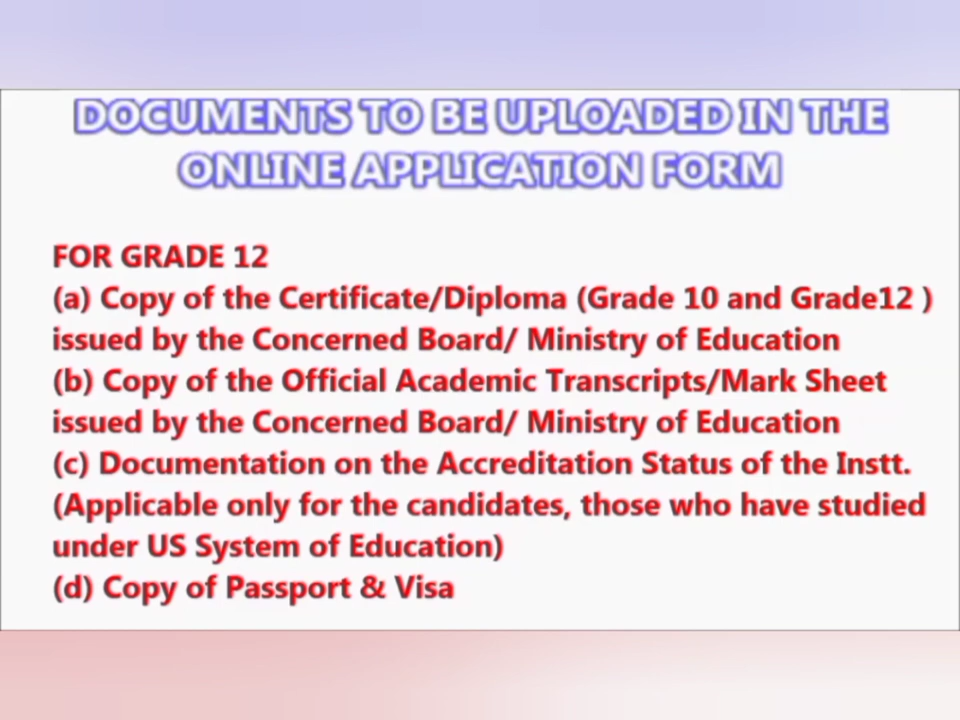 DOCUMENTS TO BE UPLOADED IN THE
ONLINE APPLICATION FORM
FOR GRADE 12
(a) Copy of the Certificate/Diploma (Grade 10 and Grade12 )
issued by the Concerned Board/ Ministry of Education
(b) Copy of the Official Academic Transcripts/Mark Sheet
issued by the Concerned Board/ Ministry of Education
(c) Documentation on the Accreditation Status of the Instt.
(Applicable only for the candidates, those who have studied
under US System of Education)
(d) Copy of Passport & Visa